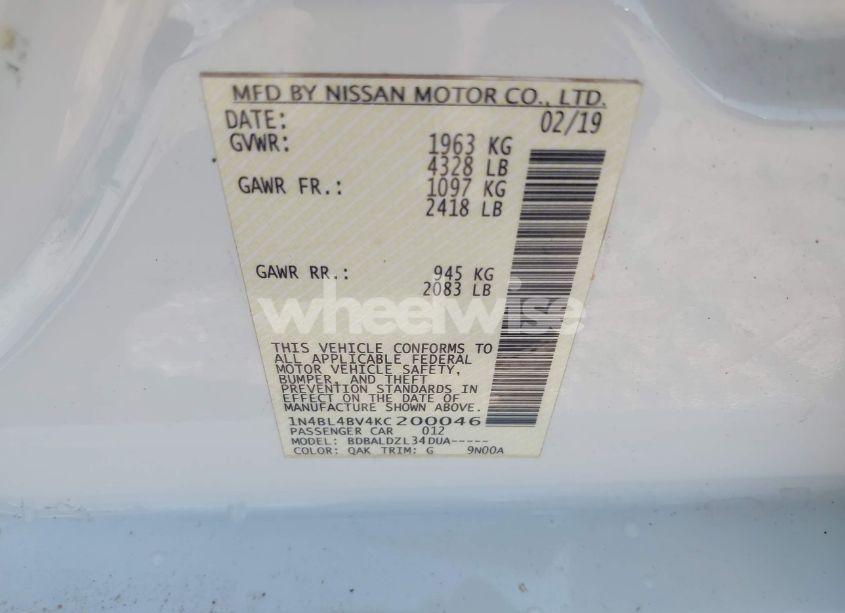 MFD BY NISSAN MOTOR CO., LTD.
DATE: 02/19
GVWR: 1963 KG
4328 LB
GAWR FR.: 1097 KG
2418 LB
GAWR RR.: 945 KG
2083 LB
wheelwise
THIS VEHICLE CONFORMS TO
ALL APPLICABLE FEDERAL
MOTOR VEHICLE SAFETY,
BUMPER, AND THEFT
PREVENTION STANDARDS IN
EFFECT ON THE DATE OF
MANUFACTURE SHOWN ABOVE.
1N4BL4BV4KC200046
PASSENGER CAR 012
MODEL: BDBALDZL34DUA-----
COLOR: QAK TRIM: G 9N00A